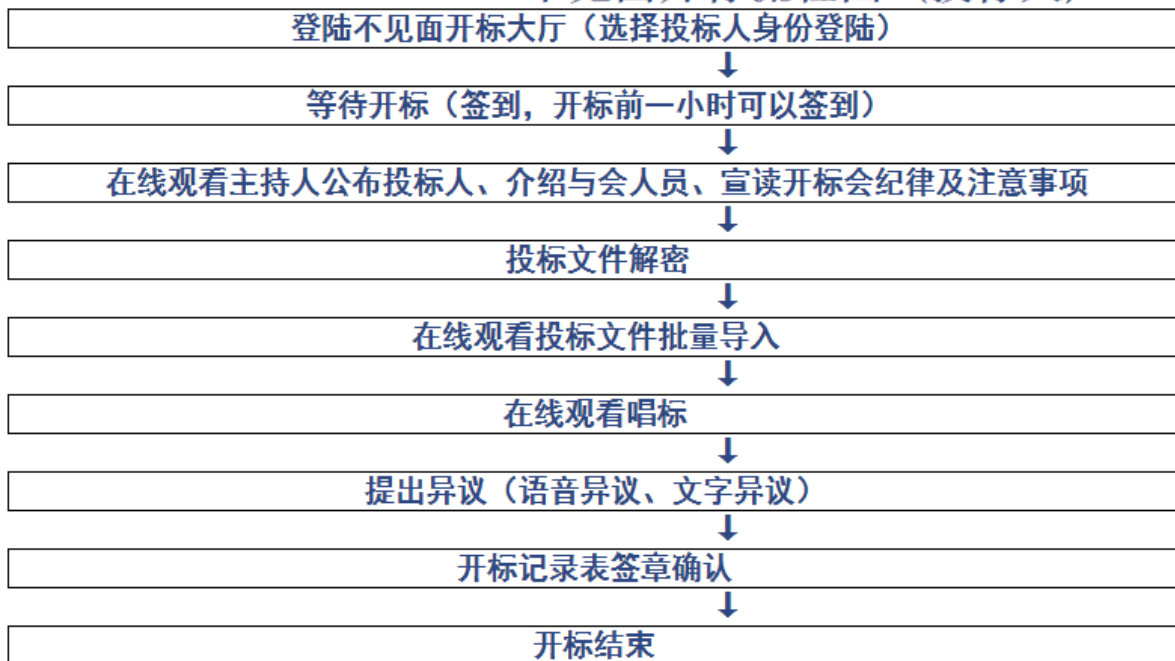 登陆不见面开标大厅（选择投标人身份登陆）
等待开标（签到，开标前一小时可以签到）
在线观看主持人公布投标人、介绍与会人员、宣读开标会纪律及注意事项
投标文件解密
在线观看投标文件批量导入
在线观看唱标
提出异议（语音异议、文字异议）
开标记录表签章确认
开标结束